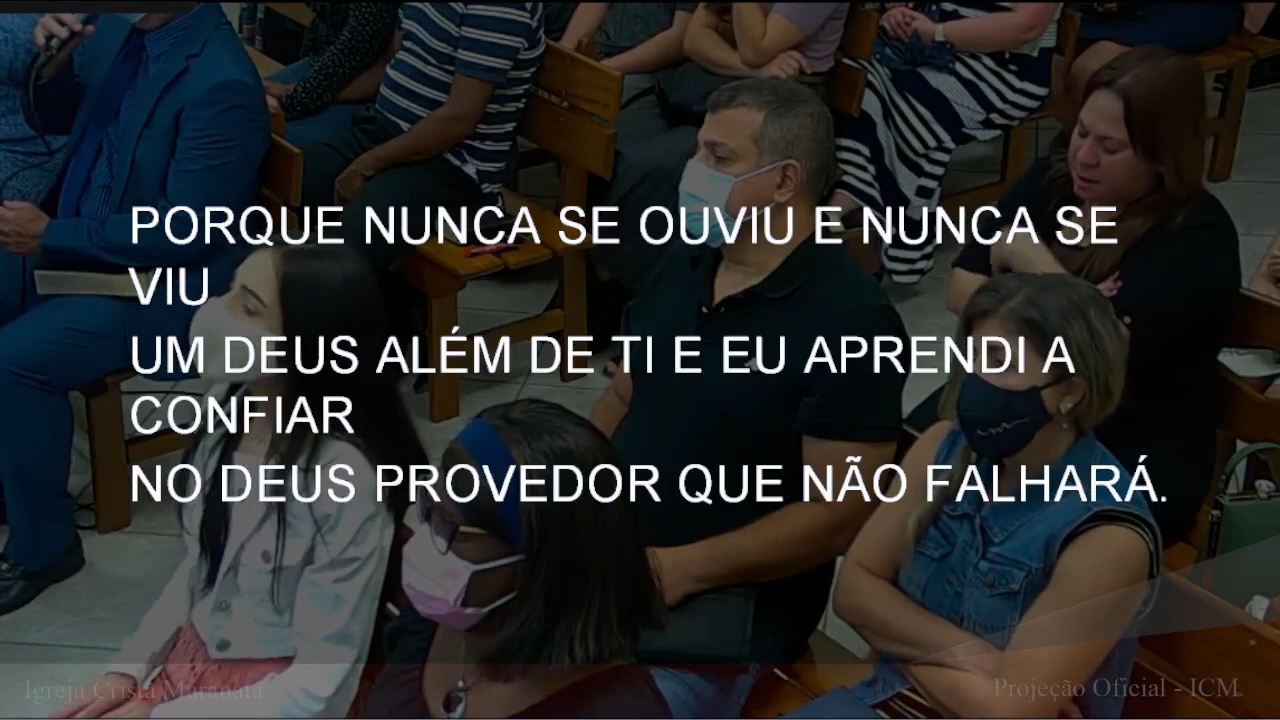 PORQUE NUNCA SE OUVIU E NUNCA SE
VIU
UM DEUS ALÉM DE TI E EU APRENDI A
CONFIAR
NO DEUS PROVEDOR QUE NÃO FALHARÁ.
Igreja Cristã Maranata
Projeção Oficial - ICM